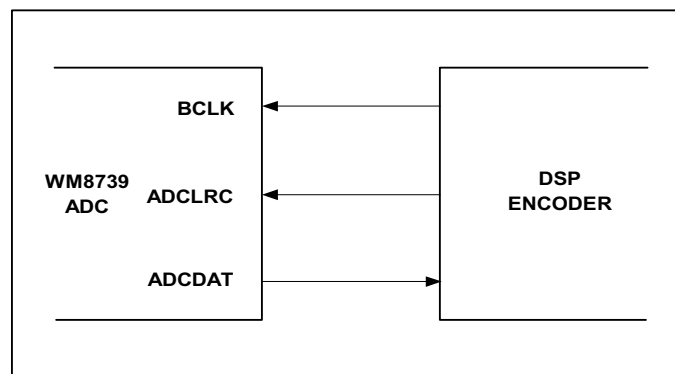 BCLK
WM8739
ADC
ADCLRC
ADCDAT
DSP
ENCODER